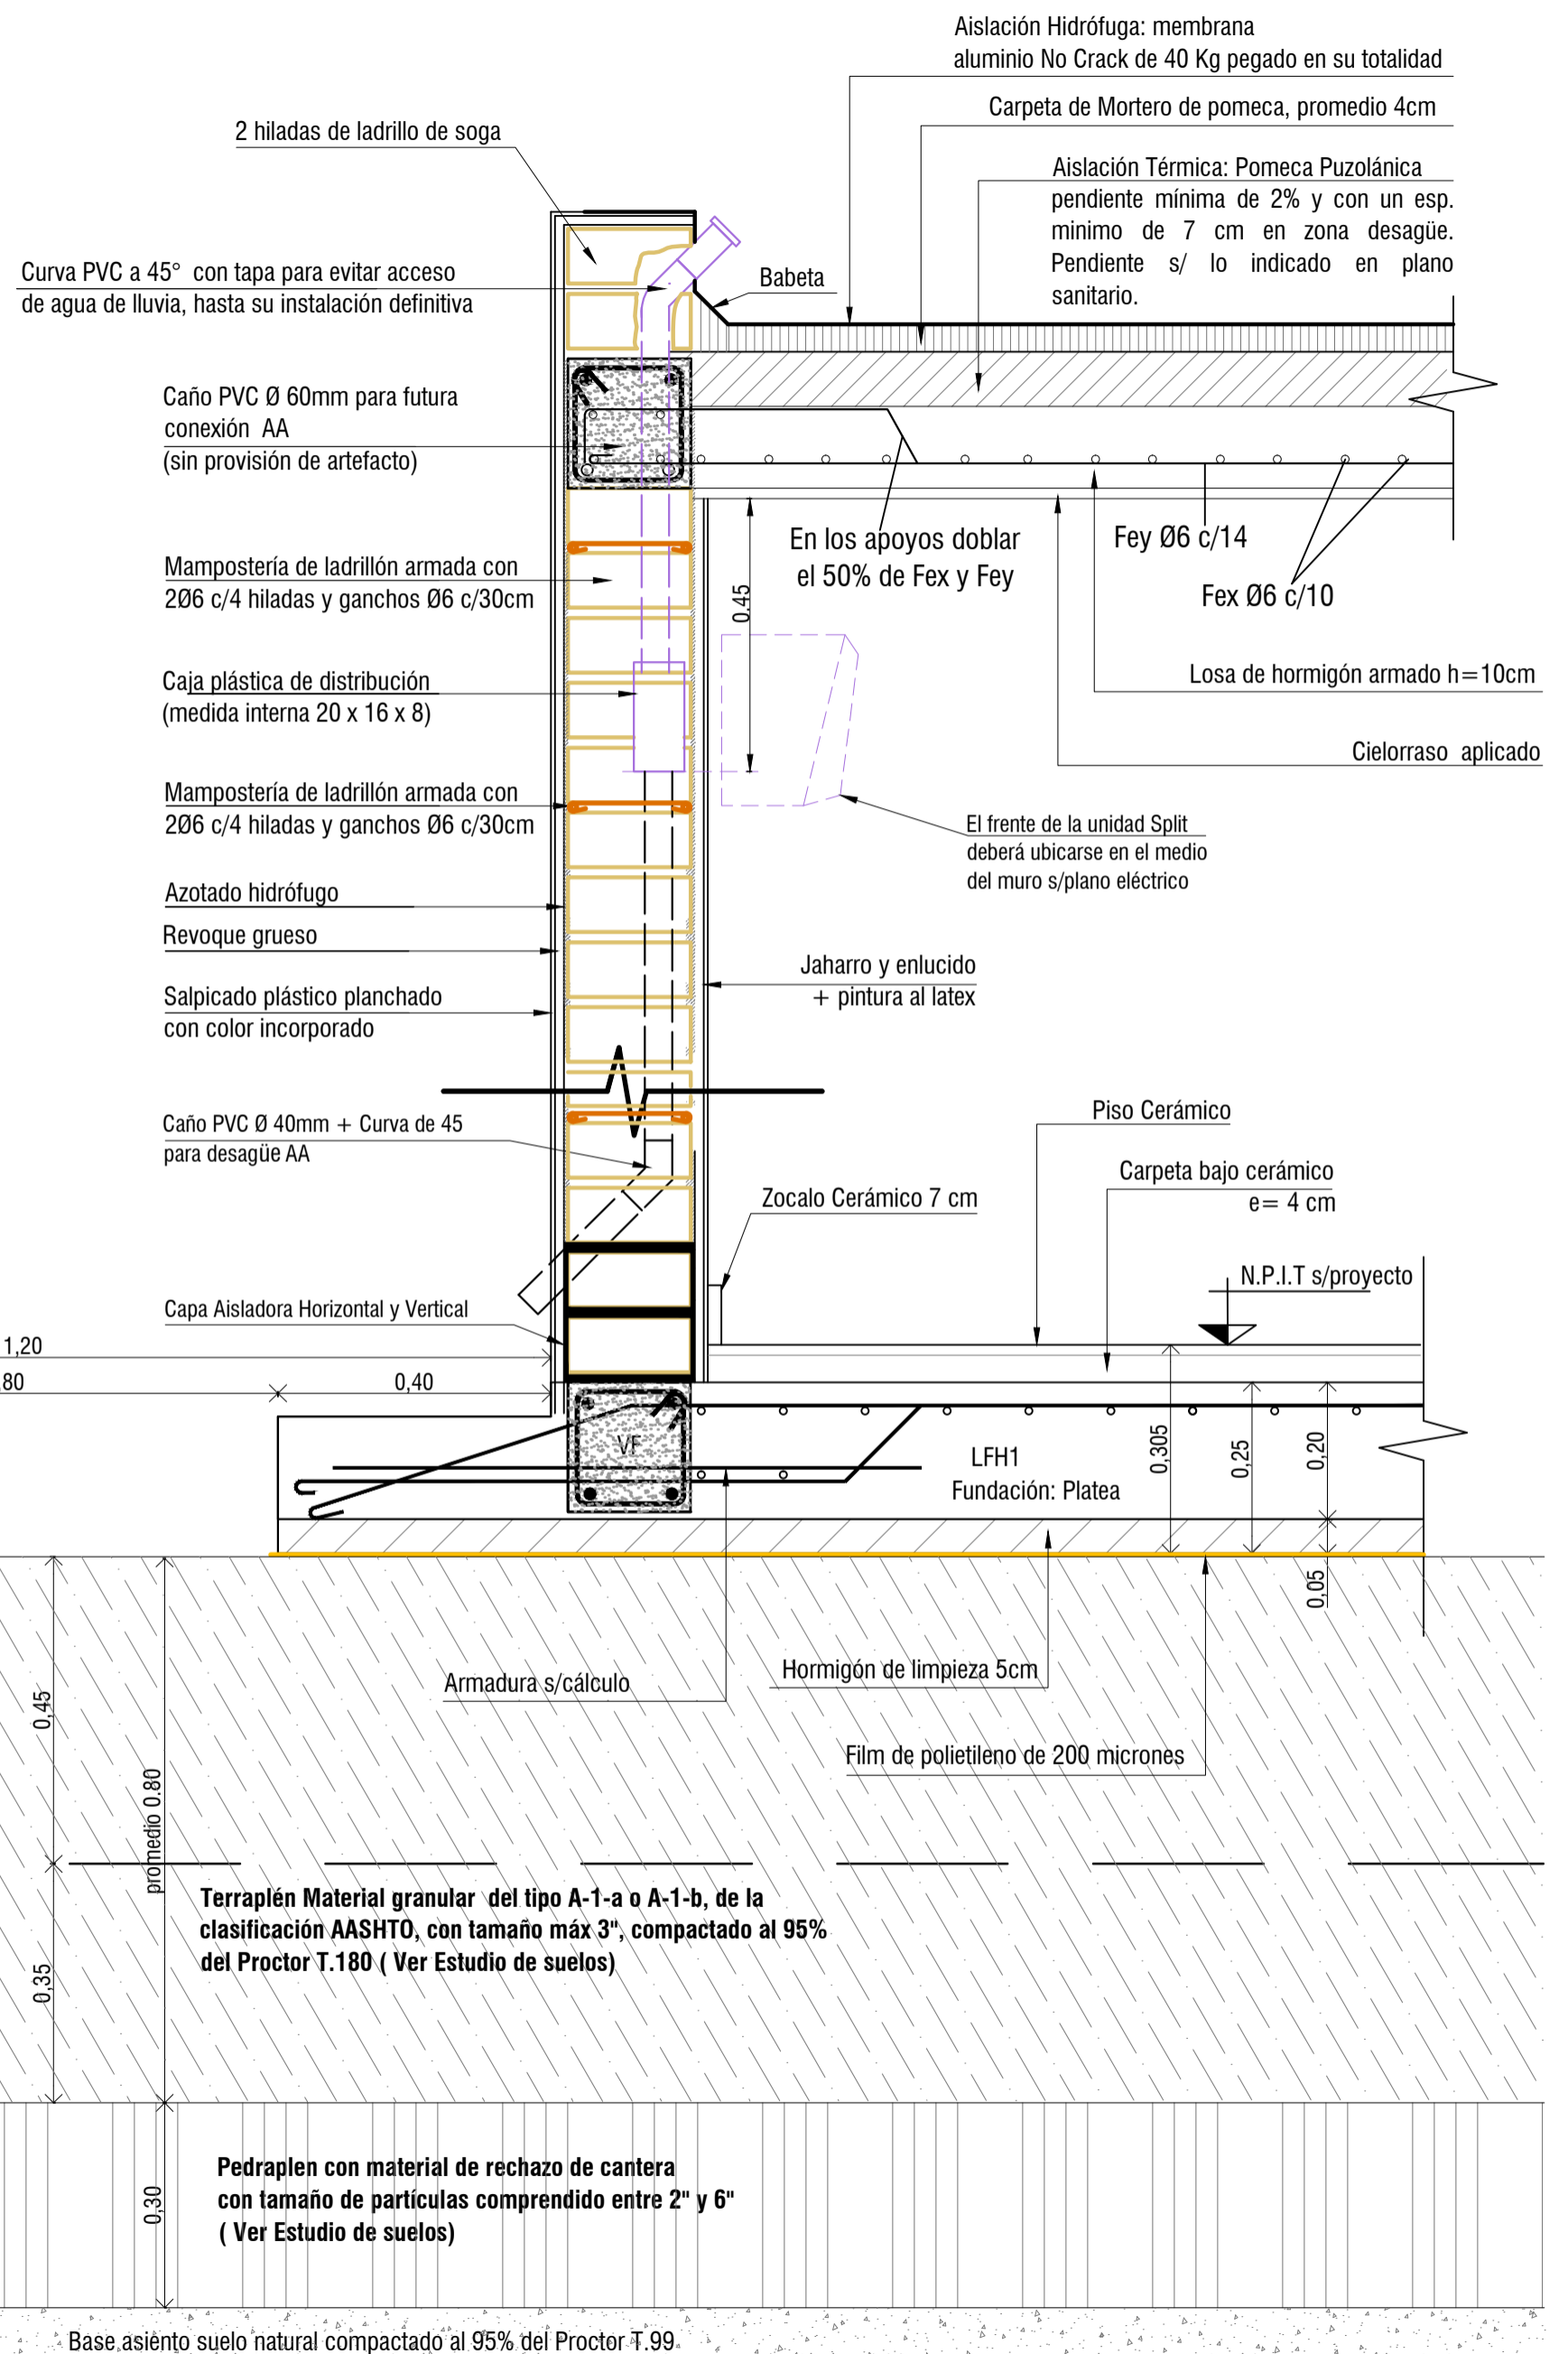 Aislación Hidrófuga: membrana
aluminio No Crack de 40 Kg pegado en su totalidad
Carpeta de Mortero de pomeca, promedio 4cm
2 hiladas de ladrillo de soga
Aislación Térmica: Pomeca Puzolánica
pendiente mínima de 2% y con un esp.
minimo de 7 cm en zona desagüe.
Pendiente s/ lo indicado en plano
sanitario.
Curva PVC a 45° con tapa para evitar acceso
de agua de lluvia, hasta su instalación definitiva
Babeta
Caño PVC Ø 60mm para futura
conexión AA
(sin provisión de artefacto)
En los apoyos doblar
el 50% de Fex y Fey
Fey Ø6 c/14
Fex Ø6 c/10
Mampostería de ladrillón armada con
2Ø6 c/4 hiladas y ganchos Ø6 c/30cm
0.45
Losa de hormigón armado h=10cm
Caja plástica de distribución
(medida interna 20 x 16 x 8)
Cielorraso aplicado
Mampostería de ladrillón armada con
2Ø6 c/4 hiladas y ganchos Ø6 c/30cm
El frente de la unidad Split
deberá ubicarse en el medio
del muro s/plano eléctrico
Azotado hidrófugo
Revoque grueso
Jaharro y enlucido
+ pintura al latex
Salpicado plástico planchado
con color incorporado
Caño PVC Ø 40mm + Curva de 45
para desagüe AA
Piso Cerámico
Carpeta bajo cerámico
e= 4 cm
Zocalo Cerámico 7 cm
N.P.I.T s/proyecto
Capa Aisladora Horizontal y Vertical
1,20
80
0,40
VF
LFH1
Fundación: Platea
0,305
0,25
0,20
0,05
Armadura s/cálculo
Hormigón de limpieza 5cm
Film de polietileno de 200 micrones
0,45
promedio 0.80
0,35
Terraplén Material granular del tipo A-1-a o A-1-b, de la
clasificación AASHTO, con tamaño máx 3", compactado al 95%
del Proctor T.180 ( Ver Estudio de suelos)
0,30
Pedraplen con material de rechazo de cantera
con tamaño de partículas comprendido entre 2" y 6"
( Ver Estudio de suelos)
Base asiento suelo natural compactado al 95% del Proctor T.99